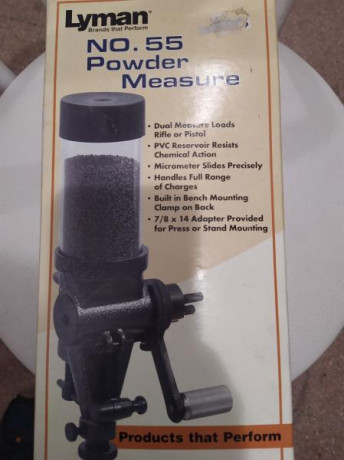 Lyman®
Brands that Perform
NO. 55
Powder
Measure
• Dual Measure Loads
Rifle or Pistol
• PVC Reservoir Resists
Chemical Action
• Micrometer Slides Precisely
• Handles Full Range
of Charges
• Built in Bench Mounting
Clamp on Back
• 7/8 x 14 Adapter Provided
for Press or Stand Mounting
Products that Perform